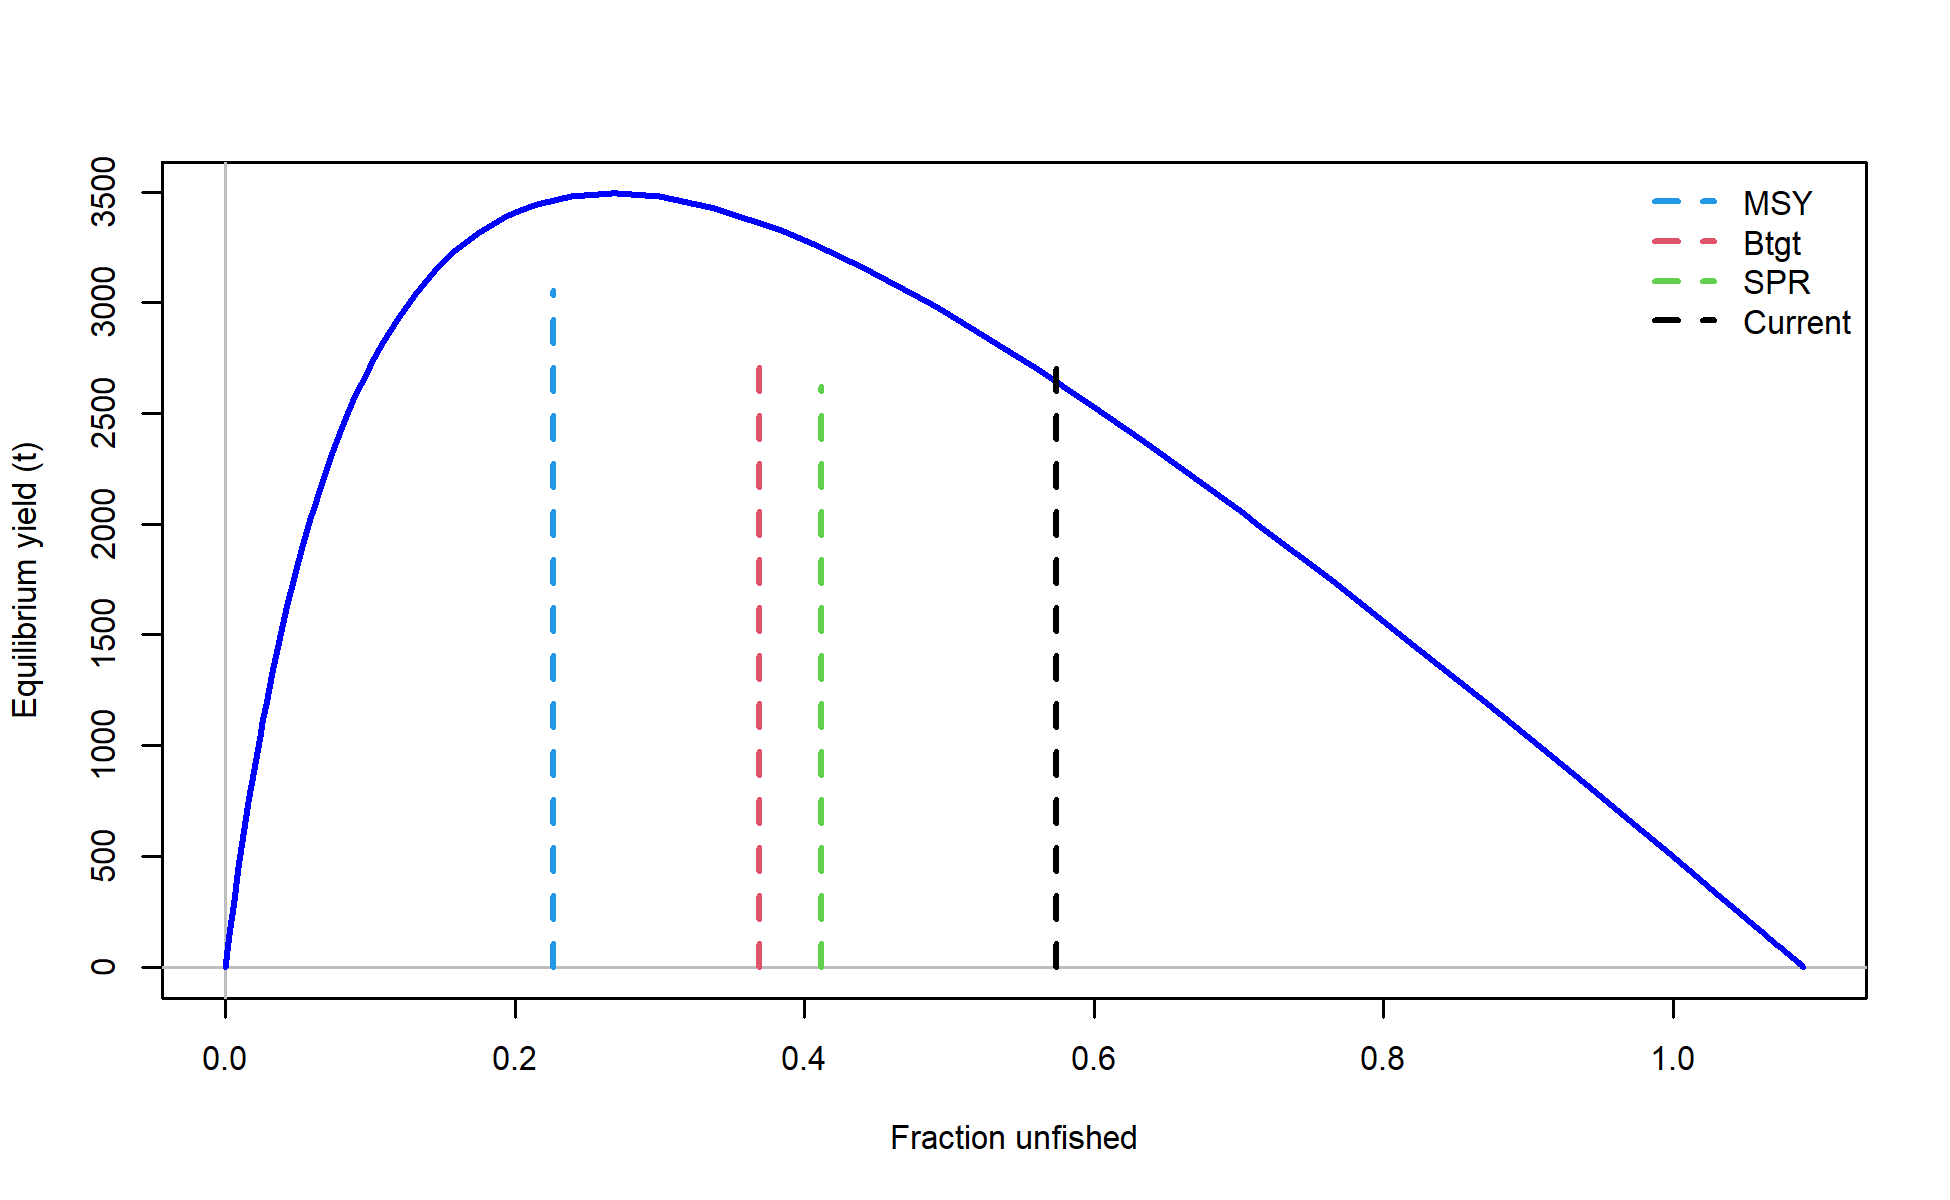 MSY
Btgt
SPR
Current
Equilibrium yield (t)
3500
3000
2500
2000
1500
1000
500
0
0.0 0.2 0.4 0.6 0.8 1.0
Fraction unfished